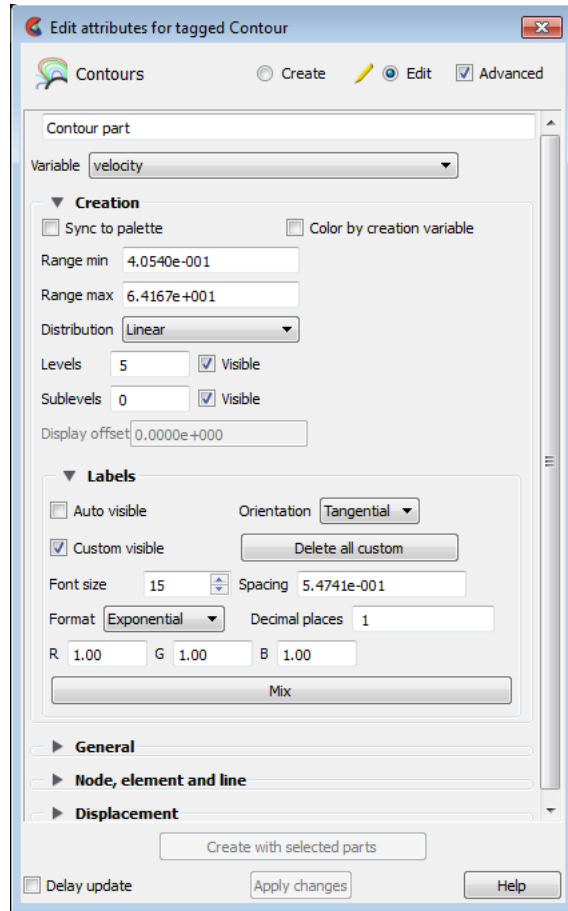 Edit attributes for tagged Contour
Contours Create Edit Advanced
Contour part
Variable velocity
Creation
Sync to palette Color by creation variable
Range min 4.0540e-001
Range max 6.4167e+001
Distribution Linear
Levels 5 Visible
Sublevels 0 Visible
Display offset 0.0000e+000
Labels
Auto visible Orientation Tangential
Custom visible Delete all custom
Font size 15 Spacing 5.4741e-001
Format Exponential Decimal places 1
R 1.00 G 1.00 B 1.00
Mix
General
Node, element and line
Displacement
Create with selected parts
Delay update Apply changes Help